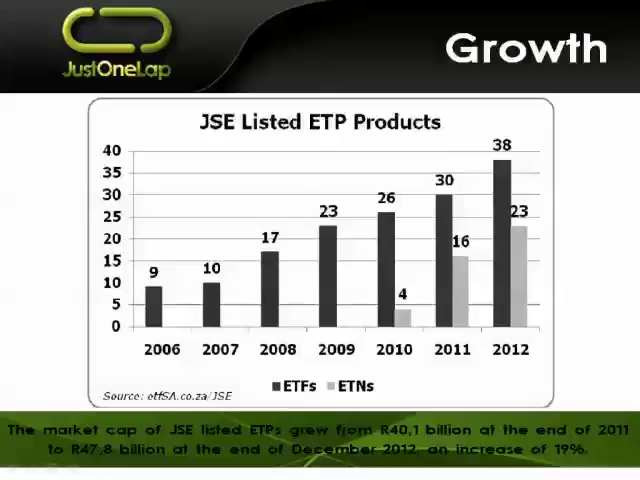 JustOneLap
Growth
JSE Listed ETP Products
40
35
30
25
20
15
10
5
0
9
10
17
23
26
4
30
16
38
23
2006 2007 2008 2009 2010 2011 2012
ETFs ETNs
Source: etfSA.co.za/JSE
The market cap of JSE listed ETPs grew from R40,1 billion at the end of 2011
to R47,8 billion at the end of December 2012, an increase of 19%.